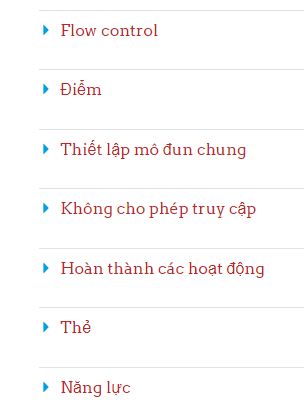 Flow control
Điểm
Thiết lập mô đun chung
Không cho phép truy cập
Hoàn thành các hoạt động
Thẻ
Năng lực